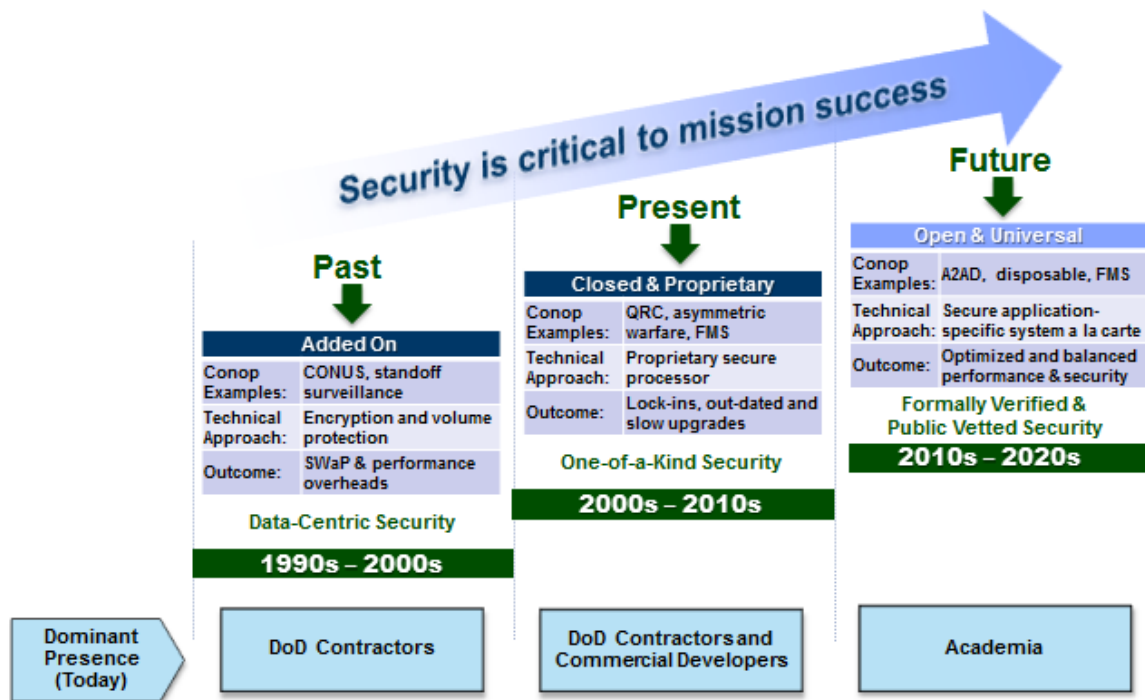 Security is critical to mission success
Past
Added On
Conop
Examples:
CONUS, standoff
surveillance
Technical
Approach:
Encryption and volume
protection
Outcome:
SWaP & performance
overheads
Data-Centric Security
1990s – 2000s
Present
Closed & Proprietary
Conop
Examples:
QRC, asymmetric
warfare, FMS
Technical
Approach:
Proprietary secure
processor
Outcome:
Lock-ins, out-dated and
slow upgrades
One-of-a-Kind Security
2000s – 2010s
Future
Open & Universal
Conop
Examples:
A2AD, disposable, FMS
Technical
Approach:
Secure application-
specific system a la carte
Outcome:
Optimized and balanced
performance & security
Formally Verified &
Public Vetted Security
2010s – 2020s
Dominant
Presence
(Today)
DoD Contractors
DoD Contractors and
Commercial Developers
Academia